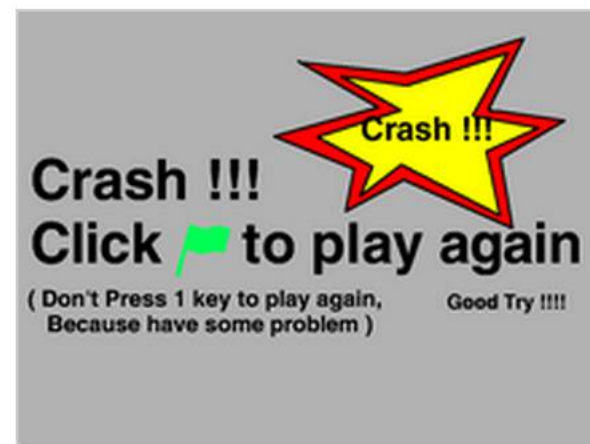 Crash !!!
Crash !!!
Click to play again
( Don't Press 1 key to play again,
Because have some problem )
Good Try !!!!